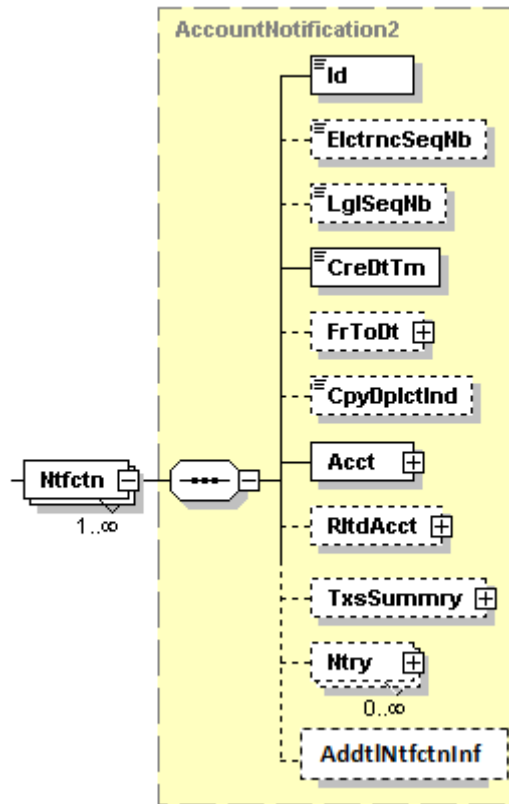 AccountNotification2
Id
ElctrncSeqNb
LglSeqNb
CreDtTm
FrToDt
CpyDplctInd
Ntfctn
1..∞
Acct
RltdAcct
TxsSummry
Ntry
0..∞
AddtlNtfctnInf